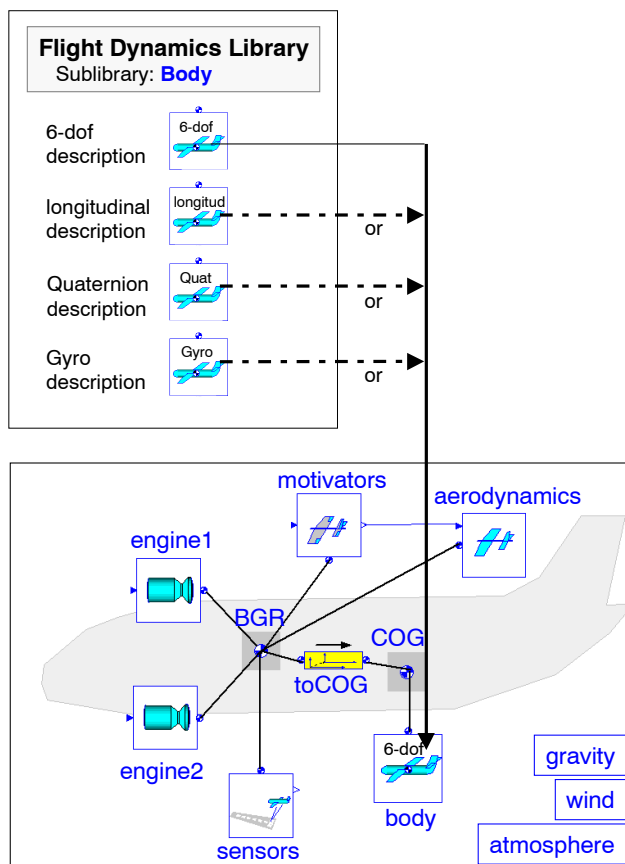 Flight Dynamics Library
Sublibrary: Body
6-dof
description
6-dof
longitudinal
description
longitud
or
Quaternion
description
Quat
or
Gyro
description
Gyro
or
motivators
aerodynamics
engine1
BGR
COG
toCOG
engine2
6-dof
gravity
sensors
body
wind
atmosphere